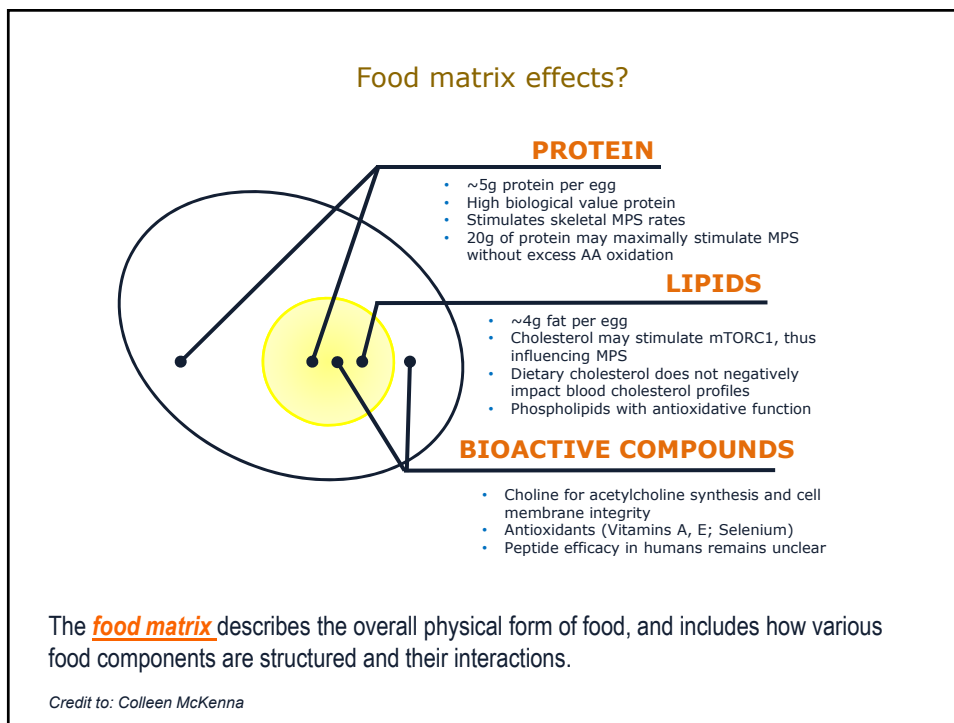 Food matrix effects?
PROTEIN
• ~5g protein per egg
• High biological value protein
• Stimulates skeletal MPS rates
• 20g of protein may maximally stimulate MPS
without excess AA oxidation
LIPIDS
• ~4g fat per egg
• Cholesterol may stimulate mTORC1, thus
influencing MPS
• Dietary cholesterol does not negatively
impact blood cholesterol profiles
• Phospholipids with antioxidative function
BIOACTIVE COMPOUNDS
• Choline for acetylcholine synthesis and cell
membrane integrity
• Antioxidants (Vitamins A, E; Selenium)
• Peptide efficacy in humans remains unclear
The food matrix describes the overall physical form of food, and includes how various
food components are structured and their interactions.
Credit to: Colleen McKenna